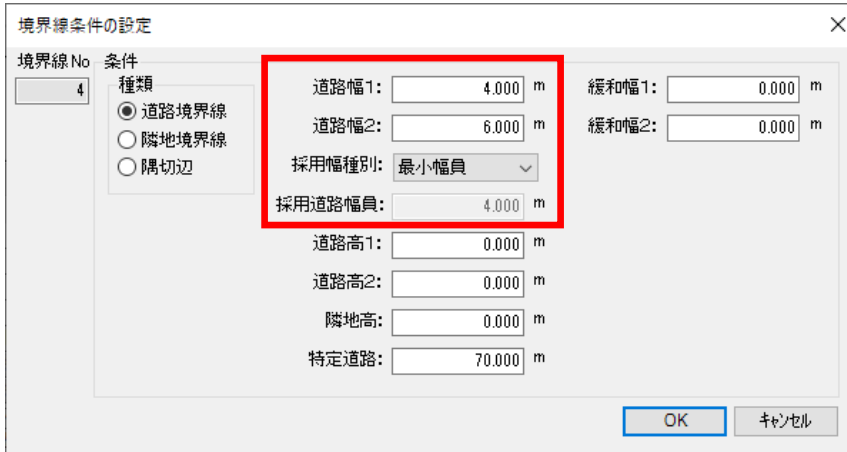 境界線条件の設定
境界線No 条件
4 種類
道路境界線
隣地境界線
隅切辺
道路幅1: 4.000 m 緩和幅1: 0.000 m
道路幅2: 6.000 m 緩和幅2: 0.000 m
採用幅種別: 最小幅員
採用道路幅員: 4.000 m
道路高1: 0.000 m
道路高2: 0.000 m
隣地高: 0.000 m
特定道路: 70.000 m
OK ｷｬﾝｾﾙ